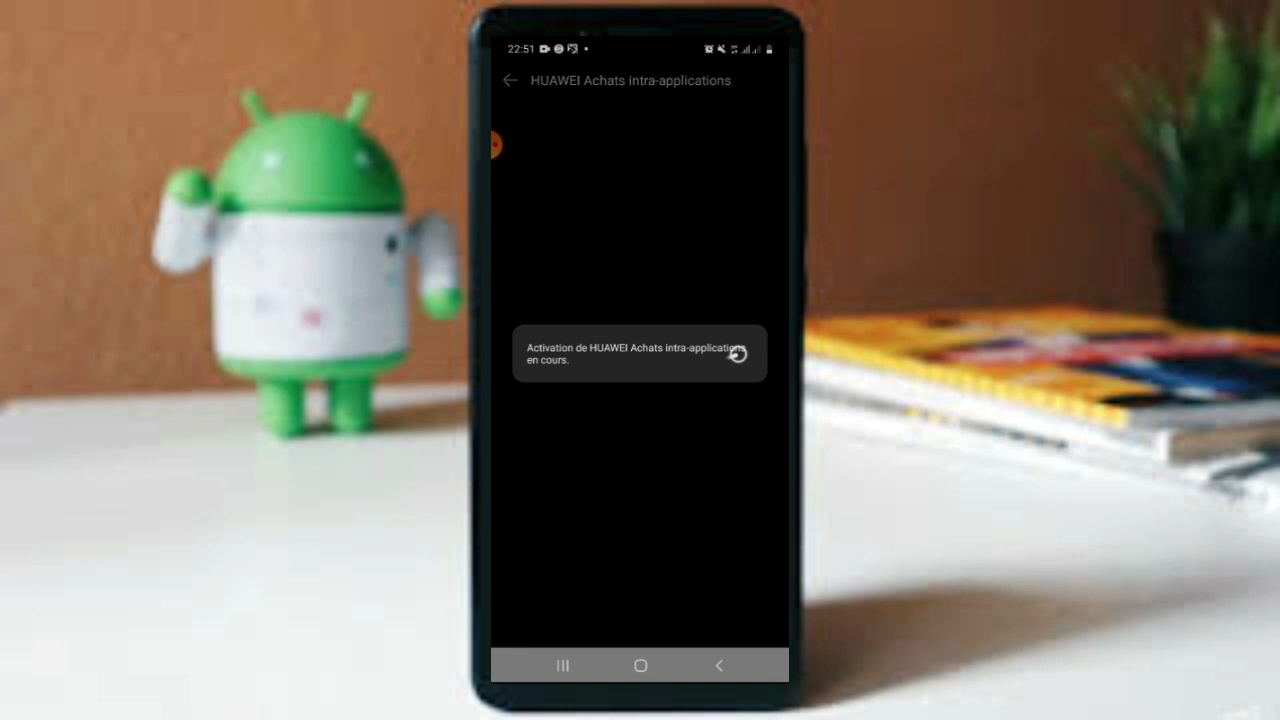 22:51
HUAWEI Achats intra-applications
Activation de HUAWEI Achats intra-applications
en cours.